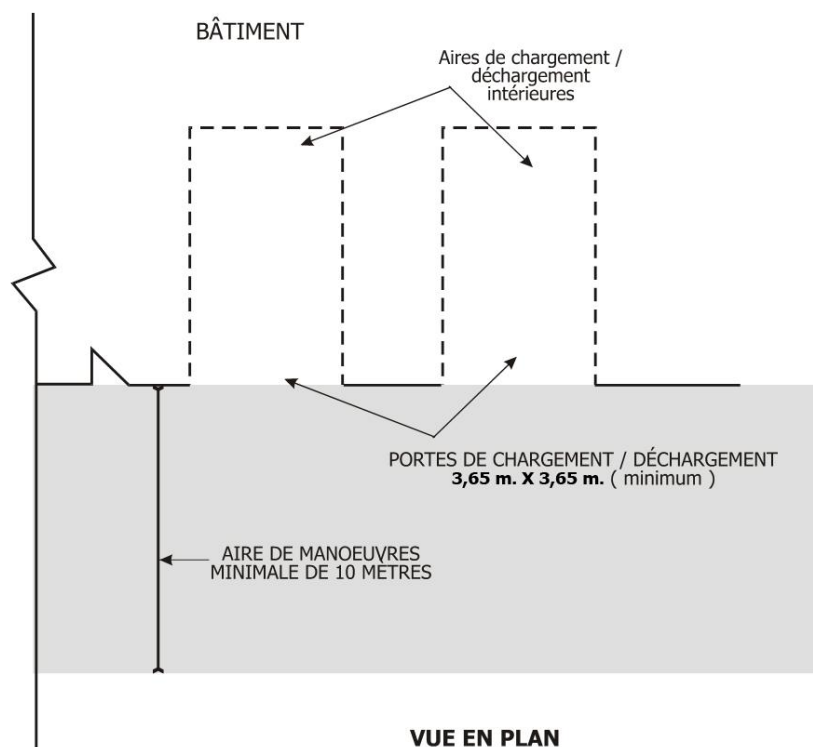 BÂTIMENT
Aires de chargement /
déchargement
intérieures
PORTES DE CHARGEMENT / DÉCHARGEMENT
3,65 m. X 3,65 m. ( minimum )
AIRE DE MANOEUVRES
MINIMALE DE 10 MÈTRES
VUE EN PLAN